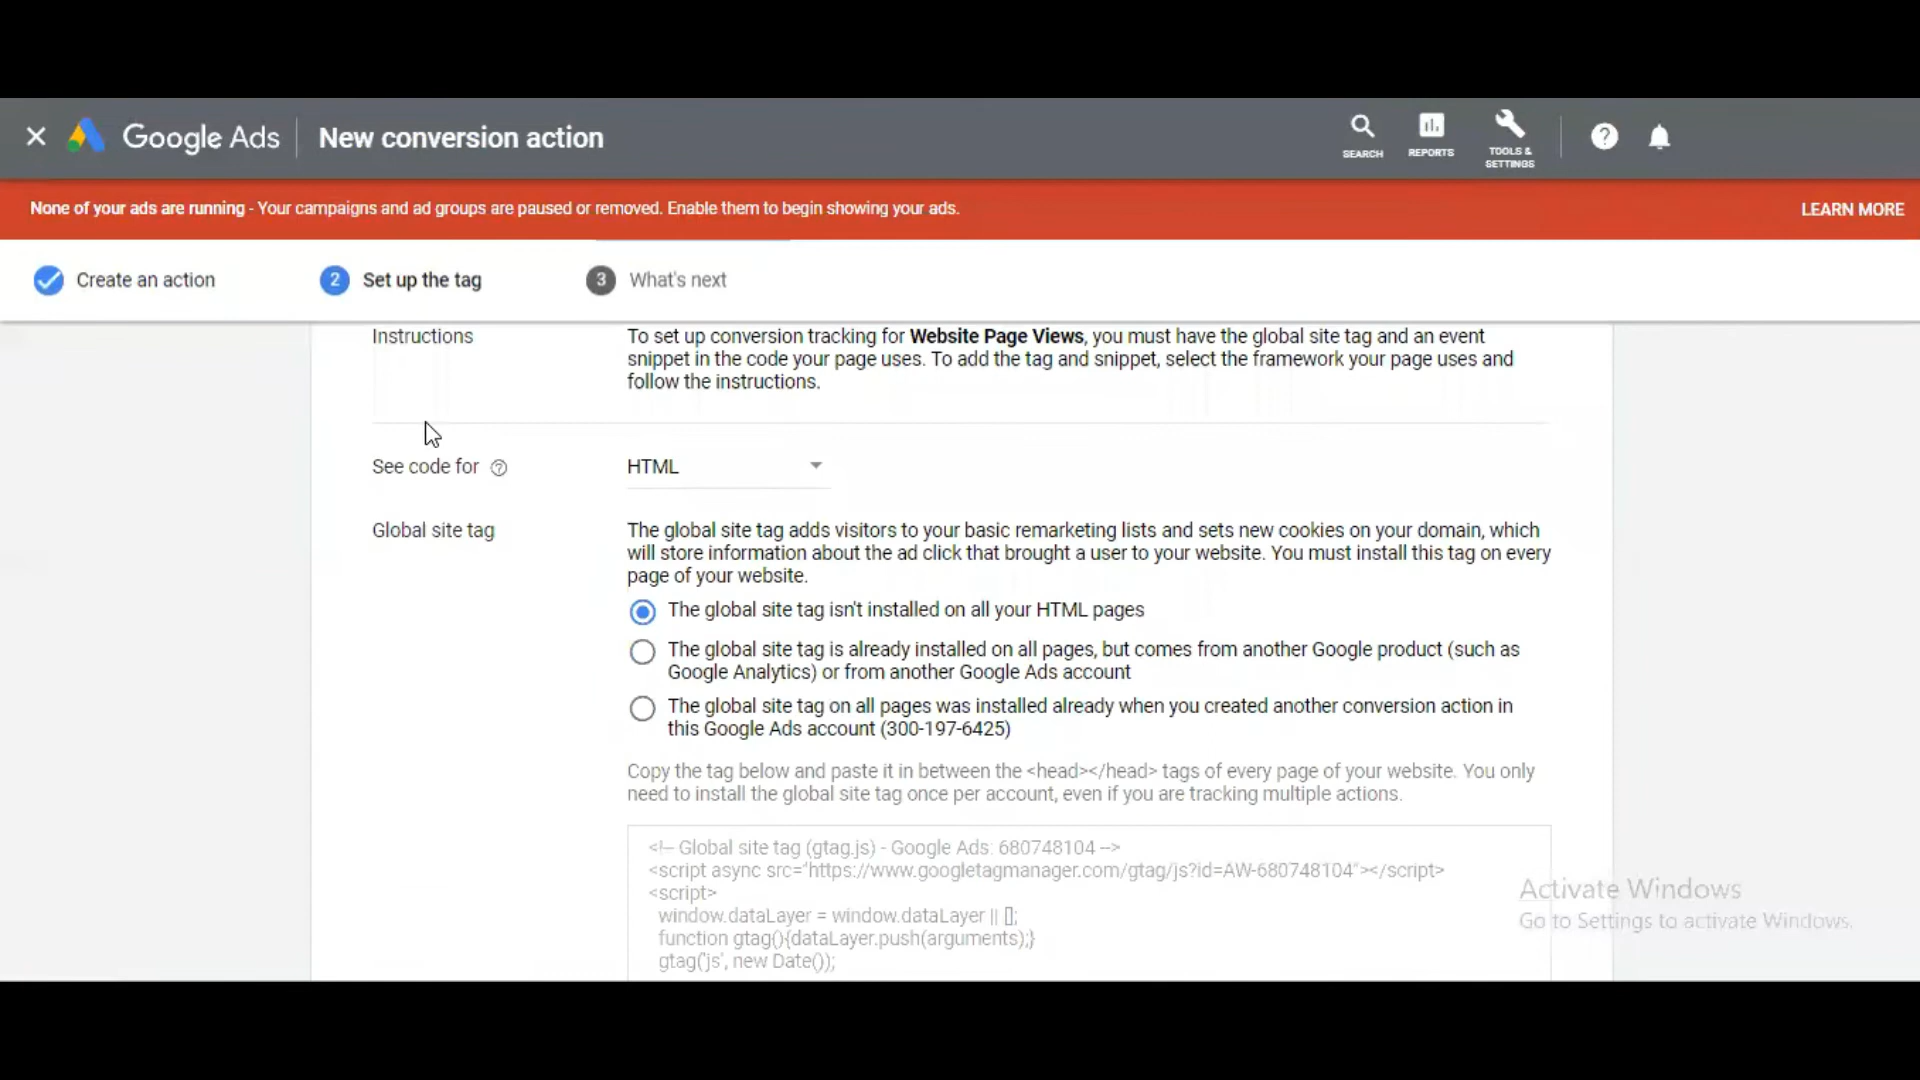 Google Ads
New conversion action
SEARCH
REPORTS
TOOLS &
SETTINGS
None of your ads are running - Your campaigns and ad groups are paused or removed. Enable them to begin showing your ads.
LEARN MORE
Create an action
2
Set up the tag
3
What's next
Instructions
To set up conversion tracking for Website Page Views, you must have the global site tag and an event
snippet in the code your page uses. To add the tag and snippet, select the framework your page uses and
follow the instructions.
See code for
HTML
Global site tag
The global site tag adds visitors to your basic remarketing lists and sets new cookies on your domain, which
will store information about the ad click that brought a user to your website. You must install this tag on every
page of your website.
The global site tag isn't installed on all your HTML pages
The global site tag is already installed on all pages, but comes from another Google product (such as
Google Analytics) or from another Google Ads account
The global site tag on all pages was installed already when you created another conversion action in
this Google Ads account (300-197-6425)
Copy the tag below and paste it in between the <head></head> tags of every page of your website. You only
need to install the global site tag once per account, even if you are tracking multiple actions.
<!-- Global site tag (gtag.js) - Google Ads: 680748104 -->
<script async src="https://www.googletagmanager.com/gtag/js?id=AW-680748104"></script>
<script>
window.dataLayer = window.dataLayer || [];
function gtag(){dataLayer.push(arguments);}
gtag('js', new Date());
Activate Windows
Go to Settings to activate Windows.